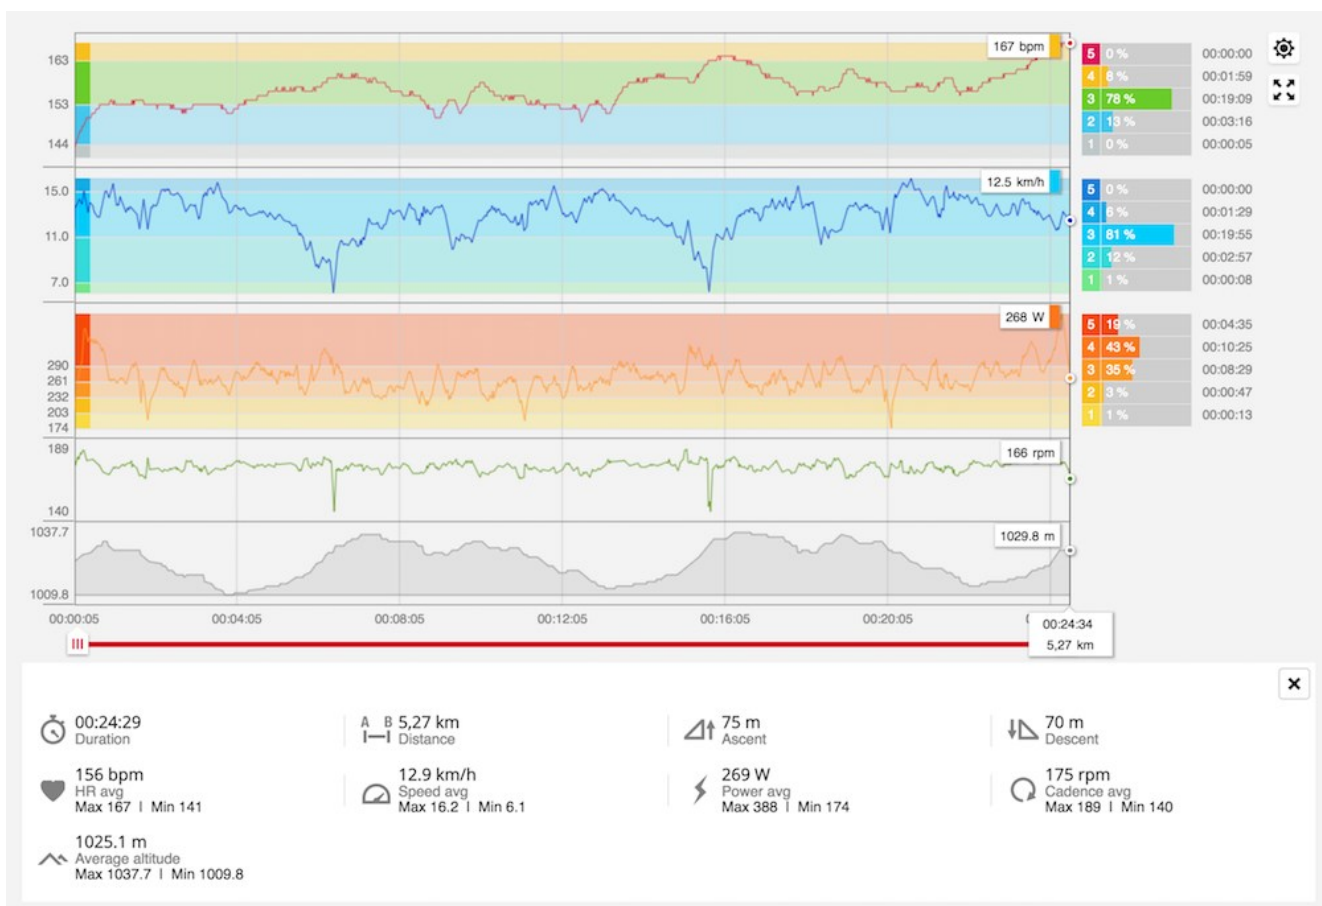 167 bpm
163
153
144
5 0 % 00:00:00
4 8 % 00:01:59
3 78 % 00:19:09
2 13 % 00:03:16
1 0 % 00:00:05
12.5 km/h
15.0
11.0
7.0
5 0 % 00:00:00
4 6 % 00:01:29
3 81 % 00:19:55
2 12 % 00:02:57
1 1 % 00:00:08
268 W
290
261
232
203
174
5 19 % 00:04:35
4 43 % 00:10:25
3 35 % 00:08:29
2 3 % 00:00:47
1 1 % 00:00:13
189
166 rpm
140
1037.7
1029.8 m
1009.8
00:00:05 00:04:05 00:08:05 00:12:05 00:16:05 00:20:05
00:24:34
5,27 km
00:24:29
Duration
A B 5,27 km
Distance
75 m
Ascent
70 m
Descent
156 bpm
HR avg
Max 167 | Min 141
12.9 km/h
Speed avg
Max 16.2 | Min 6.1
269 W
Power avg
Max 388 | Min 174
175 rpm
Cadence avg
Max 189 | Min 140
1025.1 m
Average altitude
Max 1037.7 | Min 1009.8